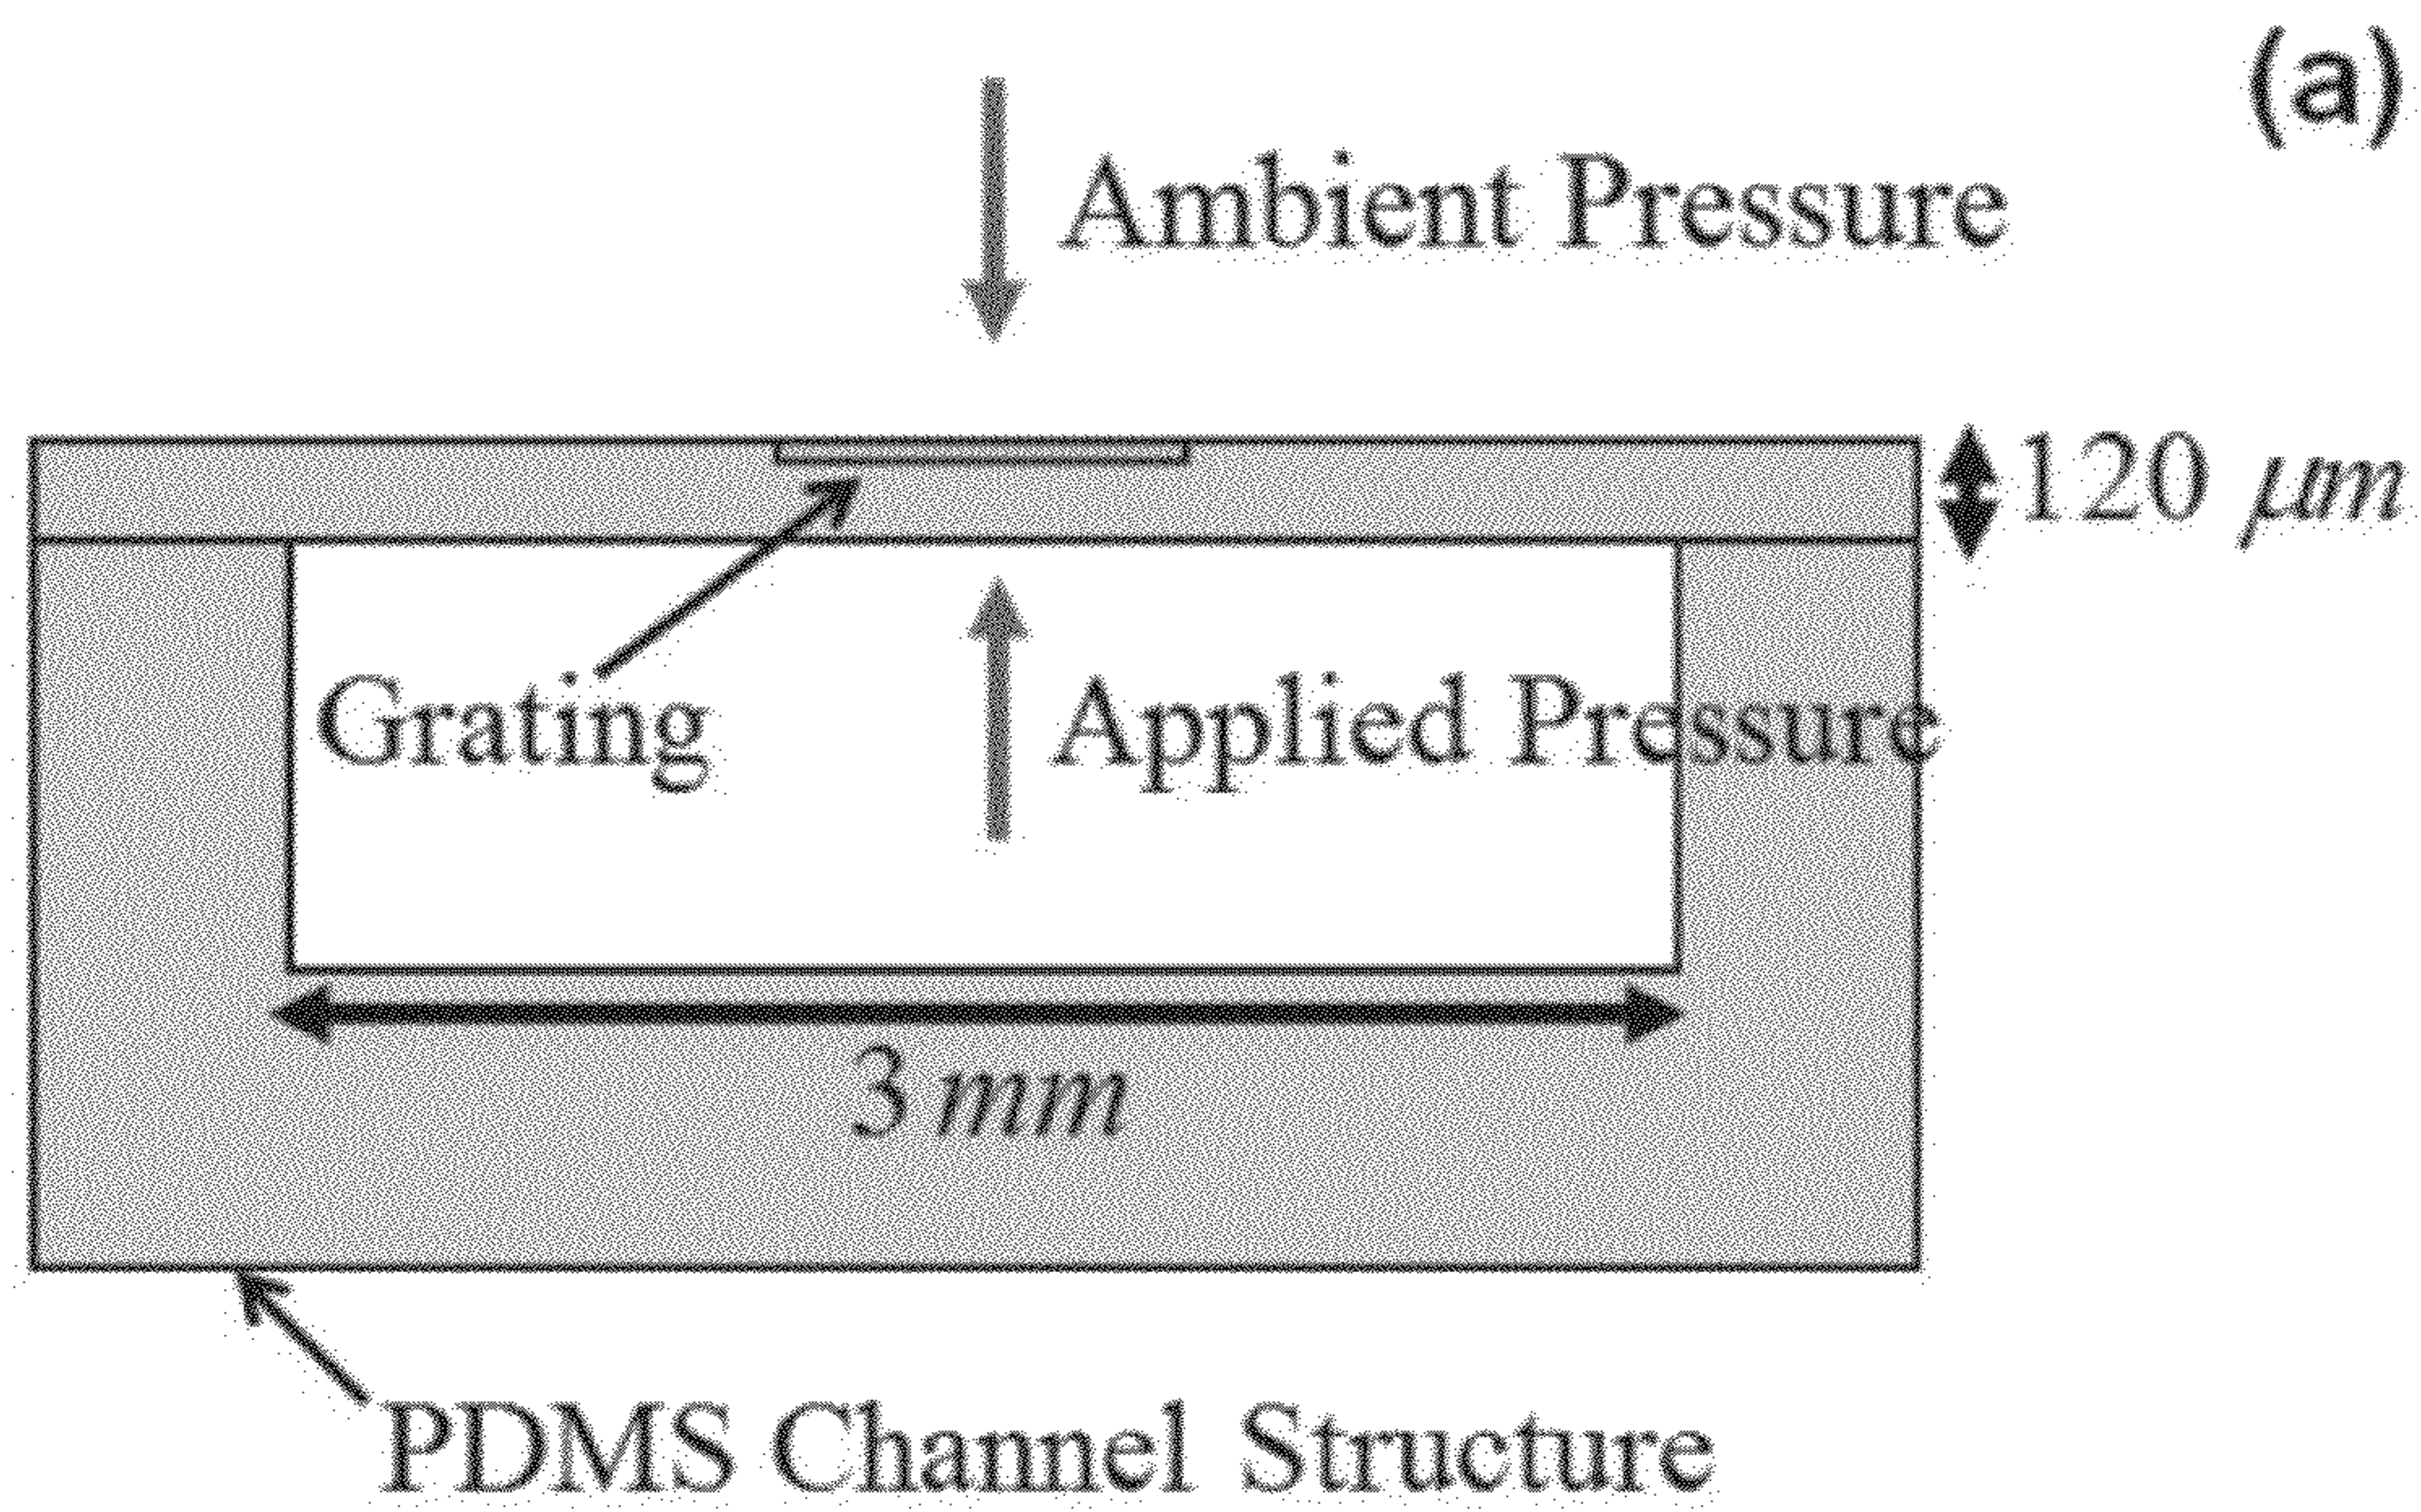 (a)
Ambient Pressure
120 μm
Grating
Applied Pressure
3 mm
PDMS Channel Structure